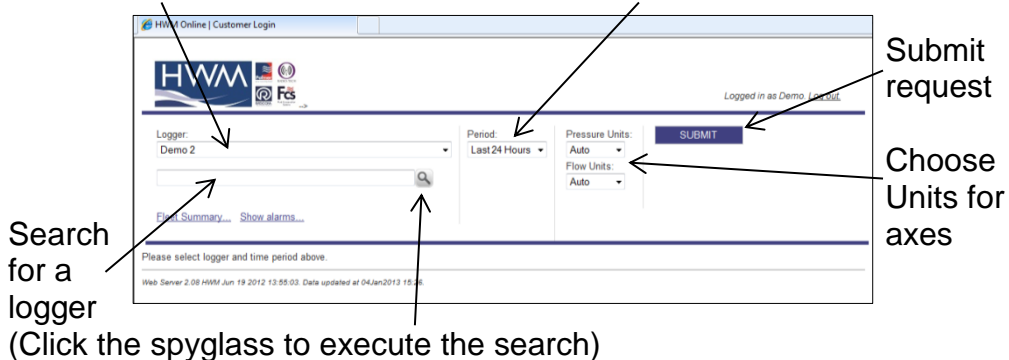 HWM Online | Customer Login
HWM
Fcs
Logged in as Demo. Log out.
Submit
request
Logger:
Demo 2
Period:
Last 24 Hours
Pressure Units:
Auto
Flow Units:
Auto
SUBMIT
Choose
Units for
axes
Fleet Summary... Show alarms...
Search
for a
logger
(Click the spyglass to execute the search)
Please select logger and time period above.
Web Server 2.08 HWM Jun 19 2012 13:55:03. Data updated at 04Jan2013 15:26.